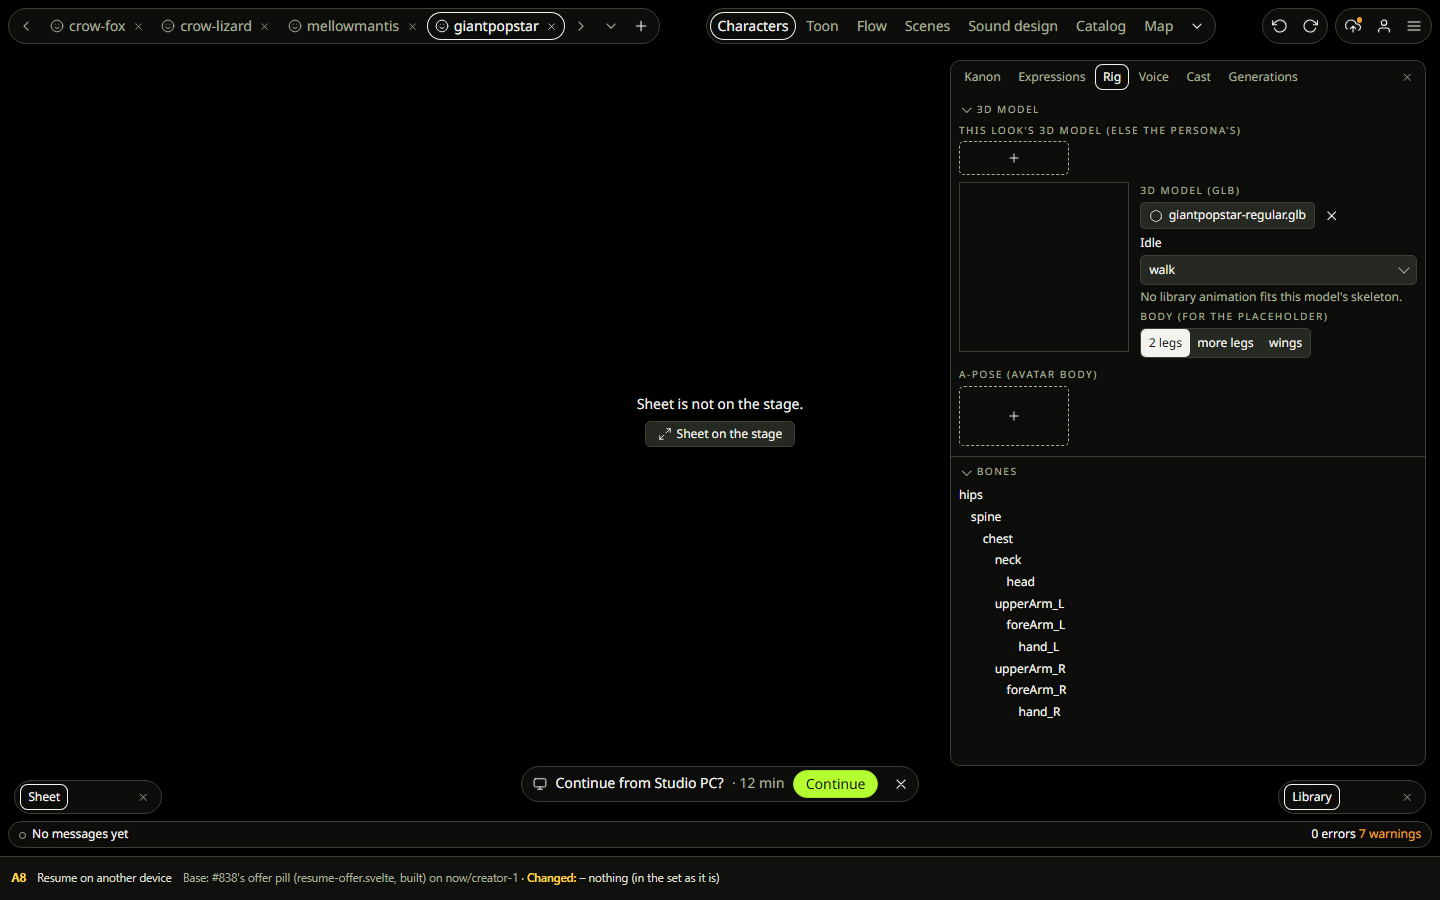 crow-fox crow-lizard mellowmantis giantpopstar
Characters Toon Flow Scenes Sound design Catalog Map
Kanon Expressions Rig Voice Cast Generations
3D MODEL
THIS LOOK'S 3D MODEL (ELSE THE PERSONA'S)
3D MODEL (GLB)
giantpopstar-regular.glb
Idle
walk
No library animation fits this model's skeleton.
BODY (FOR THE PLACEHOLDER)
2 legs more legs wings
A-POSE (AVATAR BODY)
BONES
hips
spine
chest
neck
head
upperArm_L
foreArm_L
hand_L
upperArm_R
foreArm_R
hand_R
Sheet is not on the stage.
Sheet on the stage
Continue from Studio PC? · 12 min Continue
Sheet
Library
No messages yet
0 errors 7 warnings
A8 Resume on another device Base: #838's offer pill (resume-offer.svelte, built) on now/creator-1 · Changed: – nothing (in the set as it is)